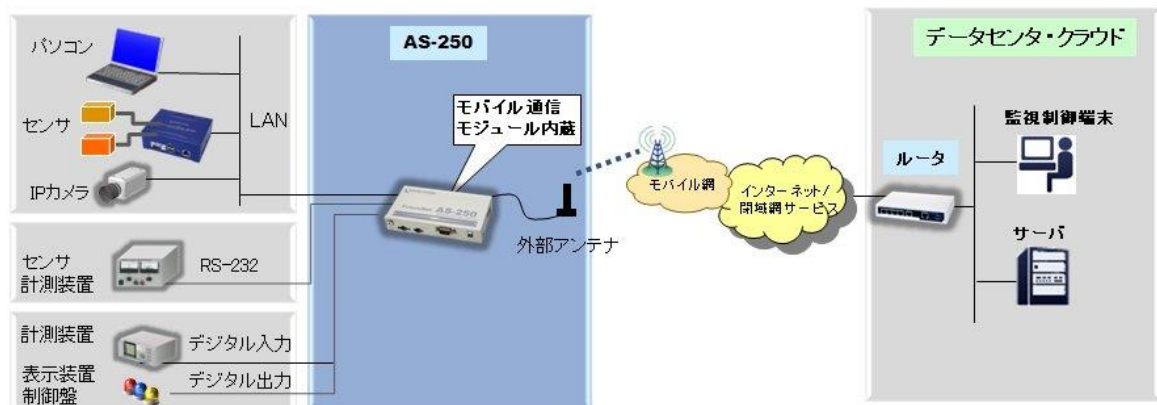 パソコン
センサ
IPカメラ
LAN
センサ
計測装置
RS-232
計測装置
デジタル入力
表示装置
制御盤
デジタル出力
AS-250
モバイル通信
モジュール内蔵
AS-250
外部アンテナ
モバイル網
インターネット/
閉域網サービス
データセンタ・クラウド
ルータ
監視制御端末
サーバ